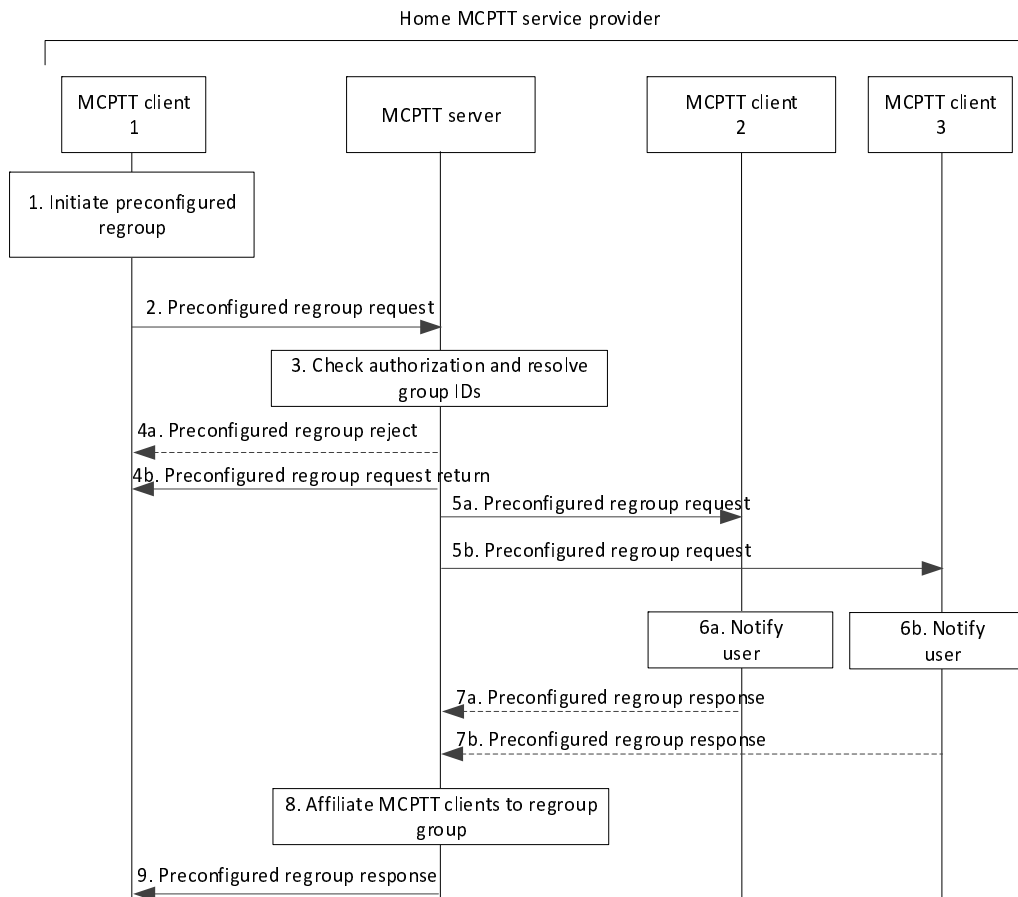 Home MCPTT service provider
MCPTT client
1
MCPTT server
MCPTT client
2
MCPTT client
3
1. Initiate preconfigured
regroup
2. Preconfigured regroup request
3. Check authorization and resolve
group IDs
4a. Preconfigured regroup reject
4b. Preconfigured regroup request return
5a. Preconfigured regroup request
5b. Preconfigured regroup request
6a. Notify
user
6b. Notify
user
7a. Preconfigured regroup response
7b. Preconfigured regroup response
8. Affiliate MCPTT clients to regroup
group
9. Preconfigured regroup response